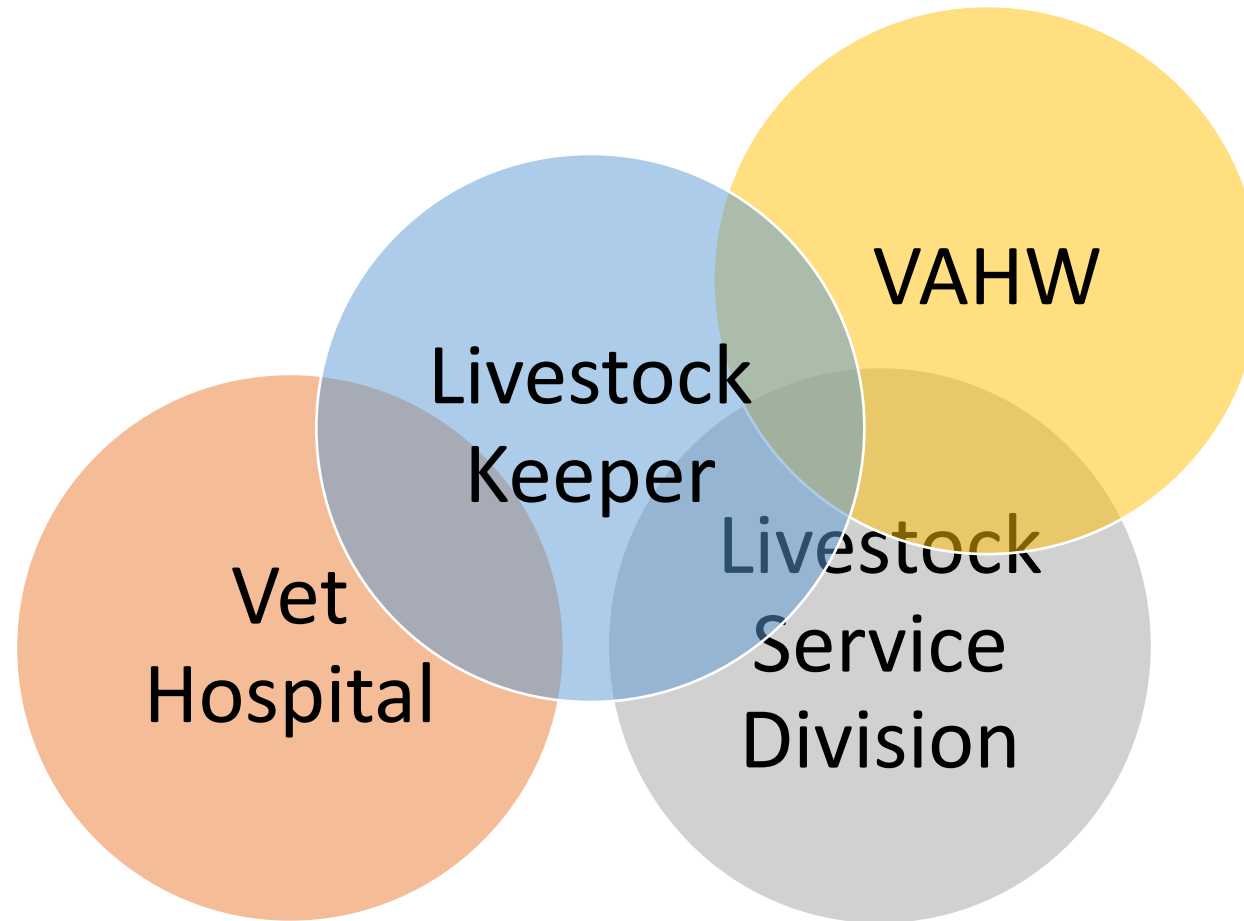 VAHW
Livestock
Keeper
Vet
Hospital
Livestock
Service
Division